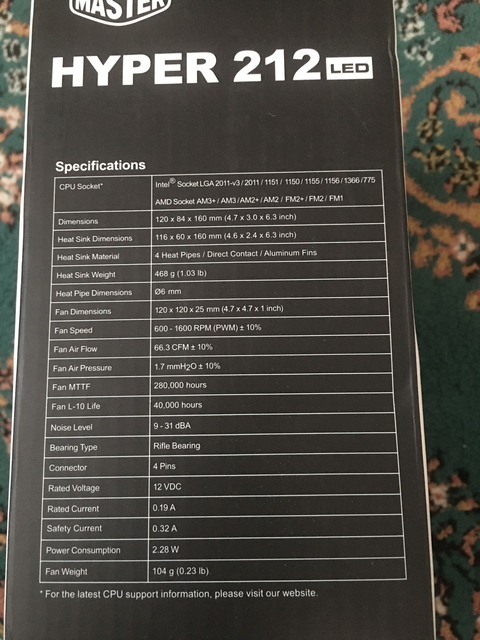 MASTER
HYPER 212 LED
Specifications
CPU Socket* Intel® Socket LGA 2011-v3 / 2011 / 1151 / 1150 / 1155 / 1156 / 1366 /775
AMD Socket AM3+ / AM3 /AM2+ / AM2 / FM2+ / FM2 / FM1
Dimensions 120 x 84 x 160 mm (4.7 x 3.0 x 6.3 inch)
Heat Sink Dimensions 116 x 60 x 160 mm (4.6 x 2.4 x 6.3 inch)
Heat Sink Material 4 Heat Pipes / Direct Contact / Aluminum Fins
Heat Sink Weight 468 g (1.03 lb)
Heat Pipe Dimensions Ø6 mm
Fan Dimensions 120 x 120 x 25 mm (4.7 x 4.7 x 1 inch)
Fan Speed 600 - 1600 RPM (PWM) ± 10%
Fan Air Flow 66.3 CFM ± 10%
Fan Air Pressure 1.7 mmH2O ± 10%
Fan MTTF 280,000 hours
Fan L-10 Life 40,000 hours
Noise Level 9 - 31 dBA
Bearing Type Rifle Bearing
Connector 4 Pins
Rated Voltage 12 VDC
Rated Current 0.19 A
Safety Current 0.32 A
Power Consumption 2.28 W
Fan Weight 104 g (0.23 lb)
* For the latest CPU support information, please visit our website.